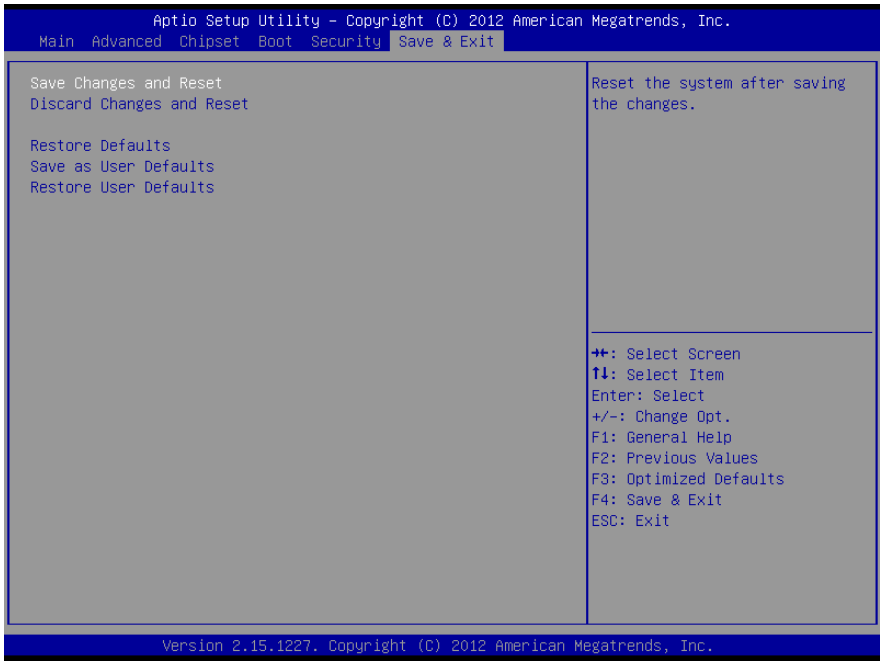 Aptio Setup Utility – Copyright (C) 2012 American Megatrends, Inc.
Main Advanced Chipset Boot Security Save & Exit
Save Changes and Reset
Discard Changes and Reset
Restore Defaults
Save as User Defaults
Restore User Defaults
Reset the system after saving
the changes.
→←: Select Screen
↑↓: Select Item
Enter: Select
+/-: Change Opt.
F1: General Help
F2: Previous Values
F3: Optimized Defaults
F4: Save & Exit
ESC: Exit
Version 2.15.1227. Copyright (C) 2012 American Megatrends, Inc.